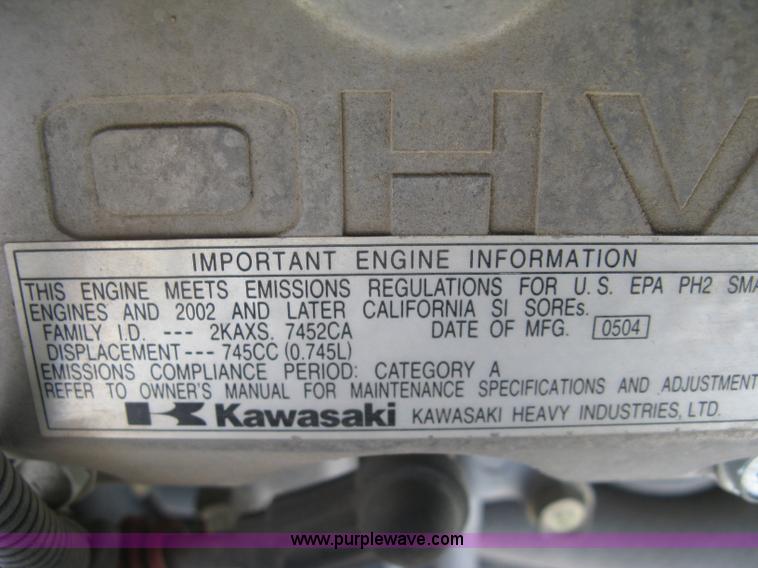 OHV
IMPORTANT ENGINE INFORMATION
THIS ENGINE MEETS EMISSIONS REGULATIONS FOR U.S. EPA PH2
ENGINES AND 2002 AND LATER CALIFORNIA SI SOREs.
FAMILY I.D. --- 2KAXS. 7452CA DATE OF MFG. 0504
DISPLACEMENT --- 745CC (0.745L)
EMISSIONS COMPLIANCE PERIOD: CATEGORY A
REFER TO OWNER'S MANUAL FOR MAINTENANCE SPECIFICATIONS AND ADJUSTMENT
Kawasaki KAWASAKI HEAVY INDUSTRIES, LTD.
www.purplewave.com